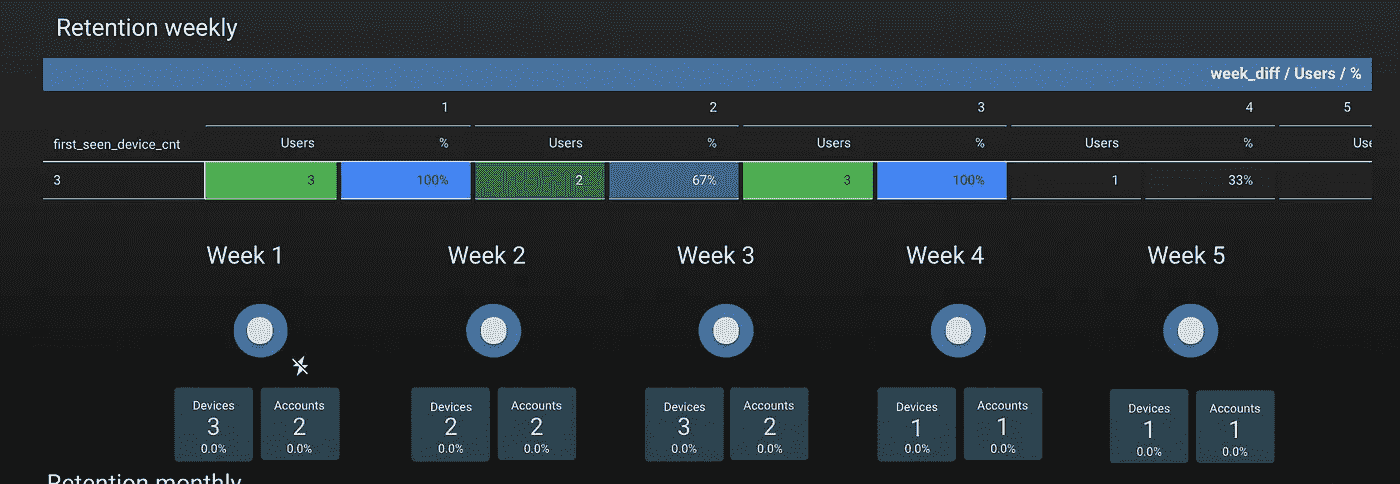 Retention weekly
week_diff / Users / %
1 2 3 4 5
first_seen_device_cnt Users % Users % Users % Users % Use
3 3 100% 2 67% 3 100% 1 33%
Week 1 Week 2 Week 3 Week 4 Week 5
Devices Accounts Devices Accounts Devices Accounts Devices Accounts Devices Accounts
3 2 2 2 3 2 1 1 1 1
0.0% 0.0% 0.0% 0.0% 0.0% 0.0% 0.0% 0.0% 0.0% 0.0%
Retention monthly